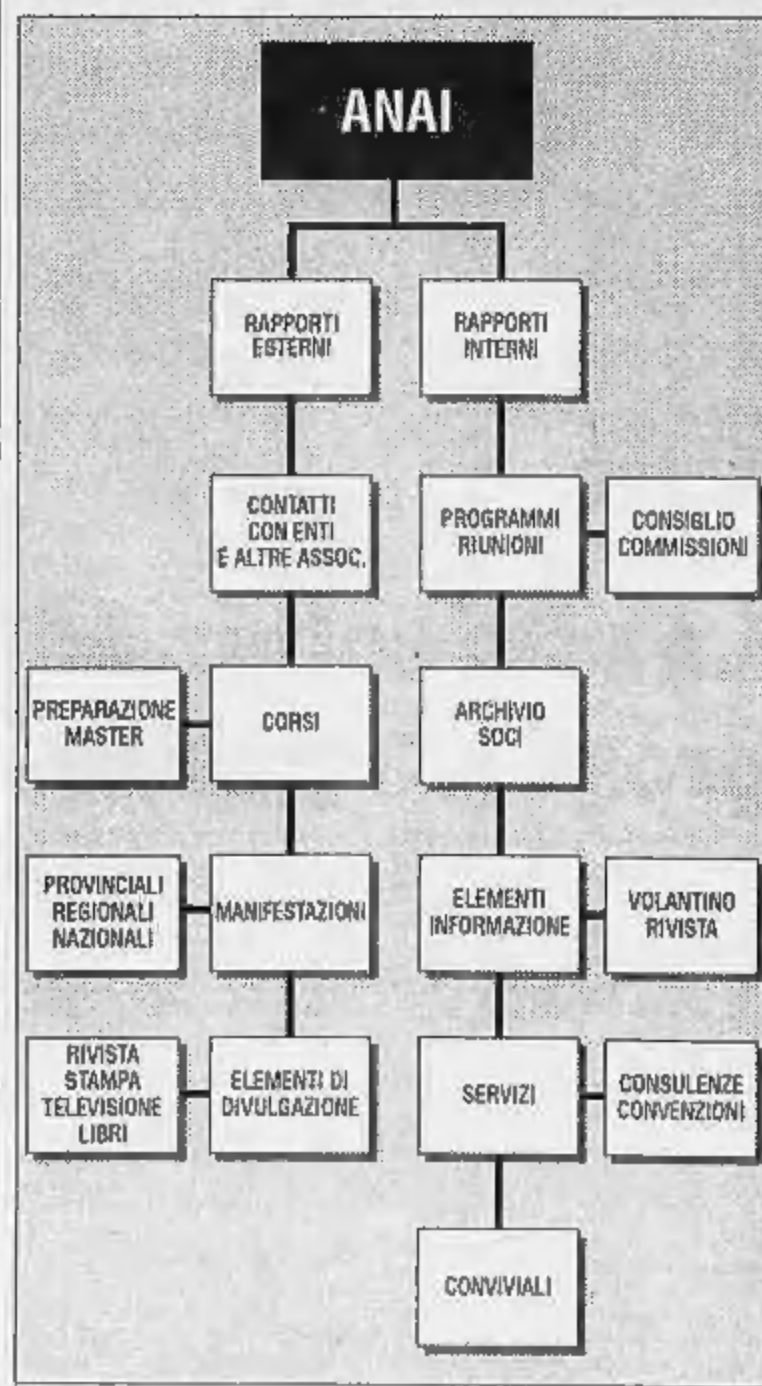 ANAI
RAPPORTI
ESTERNI
RAPPORTI
INTERNI
CONTATTI
CON ENTI
E ALTRE ASSOC.
PROGRAMMI
RIUNIONI
CONSIGLIO
COMMISSIONI
PREPARAZIONE
MASTER
CORSI
ARCHIVIO
SOCI
PROVINCIALI
REGIONALI
NAZIONALI
MANIFESTAZIONI
ELEMENTI
INFORMAZIONE
VOLANTINO
RIVISTA
RIVISTA
STAMPA
TELEVISIONE
LIBRI
ELEMENTI DI
DIVULGAZIONE
SERVIZI
CONSULENZE
CONVENZIONI
CONVIVIALI